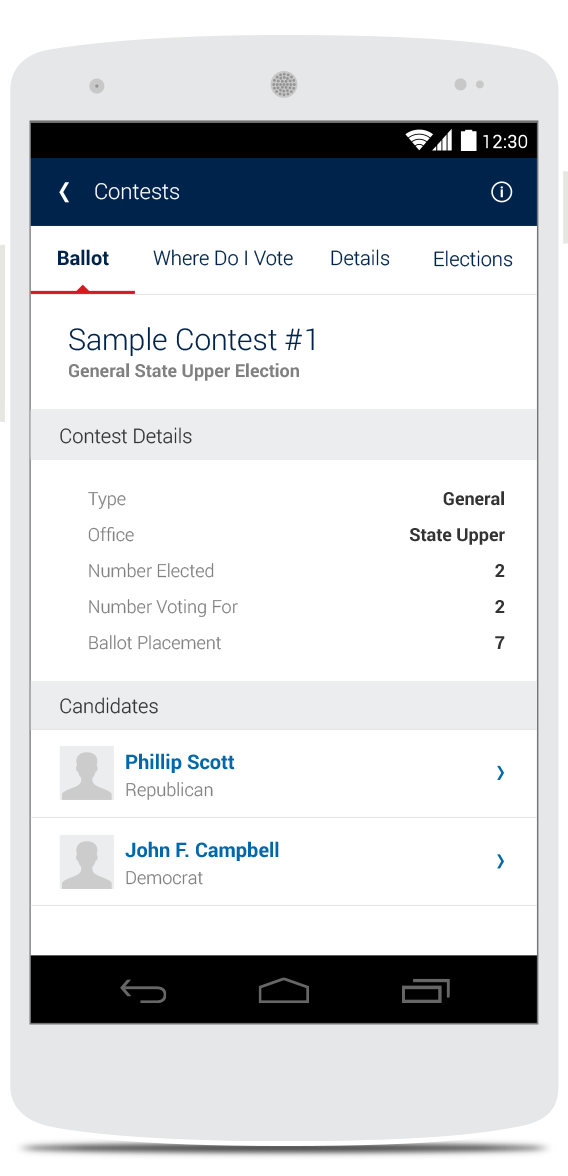 12:30
Contests
Ballot Where Do I Vote Details Elections
Sample Contest #1
General State Upper Election
Contest Details
Type General
Office State Upper
Number Elected 2
Number Voting For 2
Ballot Placement 7
Candidates
Phillip Scott
Republican
John F. Campbell
Democrat